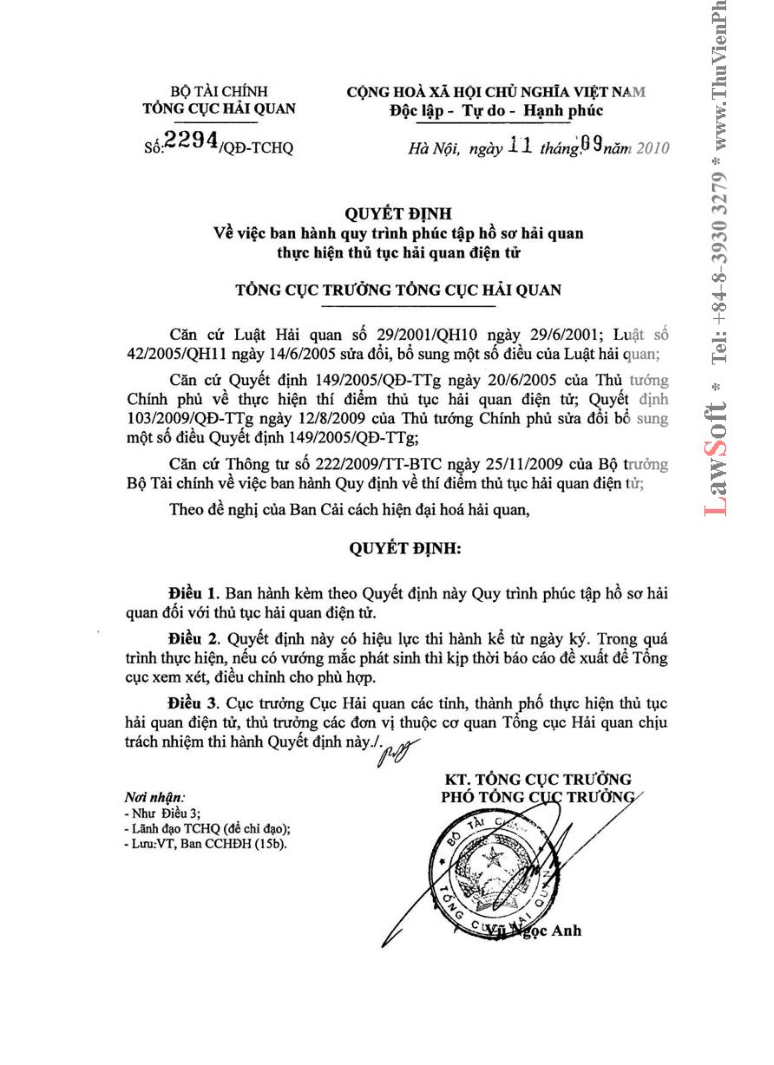 BỘ TÀI CHÍNH
TỔNG CỤC HẢI QUAN
Số:2294/QĐ-TCHQ
CỘNG HOÀ XÃ HỘI CHỦ NGHĨA VIỆT NAM
Độc lập - Tự do - Hạnh phúc
Hà Nội, ngày 11 tháng 09 năm 2010
QUYẾT ĐỊNH
Về việc ban hành quy trình phúc tập hồ sơ hải quan
thực hiện thủ tục hải quan điện tử
TỔNG CỤC TRƯỞNG TỔNG CỤC HẢI QUAN
Căn cứ Luật Hải quan số 29/2001/QH10 ngày 29/6/2001; Luật số
42/2005/QH11 ngày 14/6/2005 sửa đổi, bổ sung một số điều của Luật hải quan;
Căn cứ Quyết định 149/2005/QĐ-TTg ngày 20/6/2005 của Thủ tướng
Chính phủ về thực hiện thí điểm thủ tục hải quan điện tử; Quyết định
103/2009/QĐ-TTg ngày 12/8/2009 của Thủ tướng Chính phủ sửa đổi bổ sung
một số điều Quyết định 149/2005/QĐ-TTg;
Căn cứ Thông tư số 222/2009/TT-BTC ngày 25/11/2009 của Bộ trưởng
Bộ Tài chính về việc ban hành Quy định về thí điểm thủ tục hải quan điện tử;
Theo đề nghị của Ban Cải cách hiện đại hoá hải quan,
QUYẾT ĐỊNH:
Điều 1. Ban hành kèm theo Quyết định này Quy trình phúc tập hồ sơ hải
quan đối với thủ tục hải quan điện tử.
Điều 2. Quyết định này có hiệu lực thi hành kể từ ngày ký. Trong quá
trình thực hiện, nếu có vướng mắc phát sinh thì kịp thời báo cáo đề xuất để Tổng
cục xem xét, điều chỉnh cho phù hợp.
Điều 3. Cục trưởng Cục Hải quan các tỉnh, thành phố thực hiện thủ tục
hải quan điện tử, thủ trưởng các đơn vị thuộc cơ quan Tổng cục Hải quan chịu
trách nhiệm thi hành Quyết định này./.
Nơi nhận:
- Như Điều 3;
- Lãnh đạo TCHQ (để chỉ đạo);
- Lưu:VT, Ban CCHĐH (15b).
KT. TỔNG CỤC TRƯỞNG
PHÓ TỔNG CỤC TRƯỞNG
BỘ TÀI CHÍNH
TỔNG CỤC HẢI QUAN
Vũ Ngọc Anh
LawSoft * Tel: +84-8-3930 3279 * www.ThuVienPh